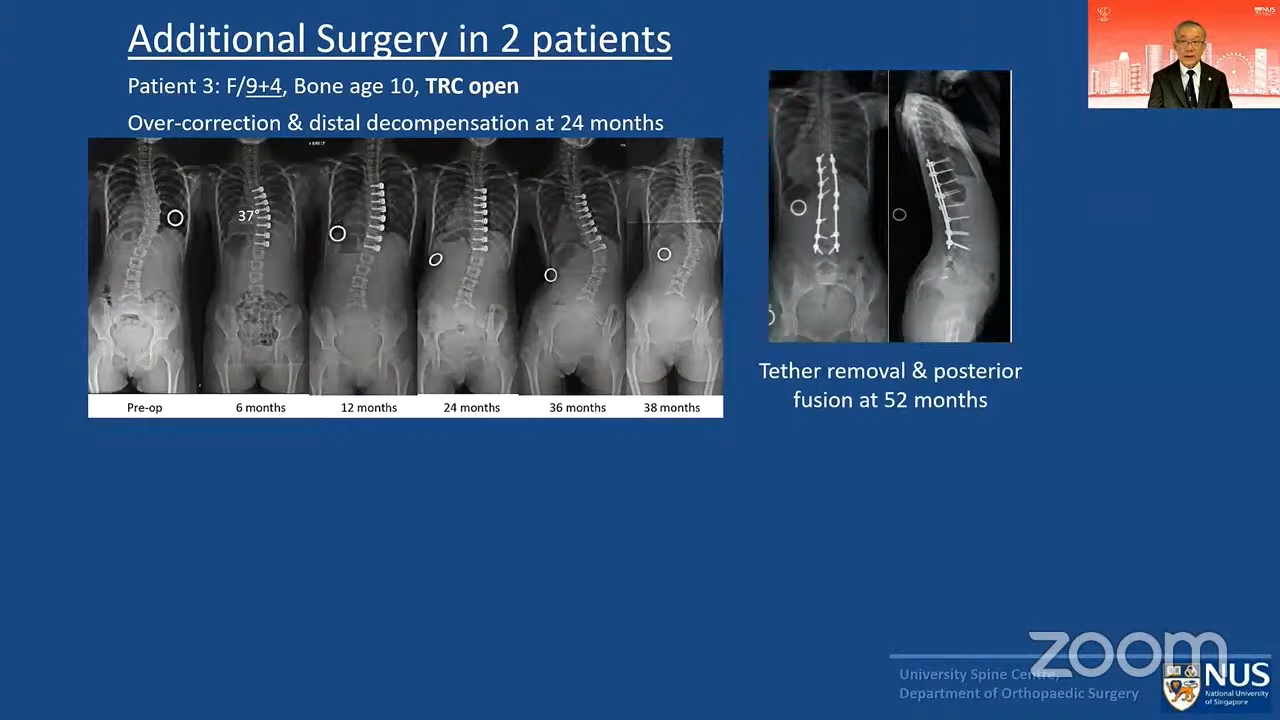 Additional Surgery in 2 patients
Patient 3: F/9+4, Bone age 10, TRC open
Over-correction & distal decompensation at 24 months
37°
Pre-op
6 months
12 months
24 months
36 months
38 months
Tether removal & posterior
fusion at 52 months
zoom
University Spine Centre,
Department of Orthopaedic Surgery
NUS
National University
of Singapore
NUS